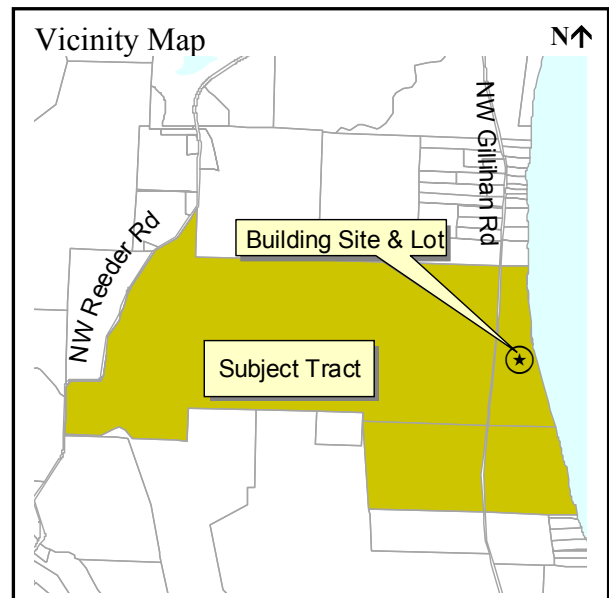 Vicinity Map
N↑
NW Gillihan Rd
Building Site & Lot
NW Reeder Rd
Subject Tract